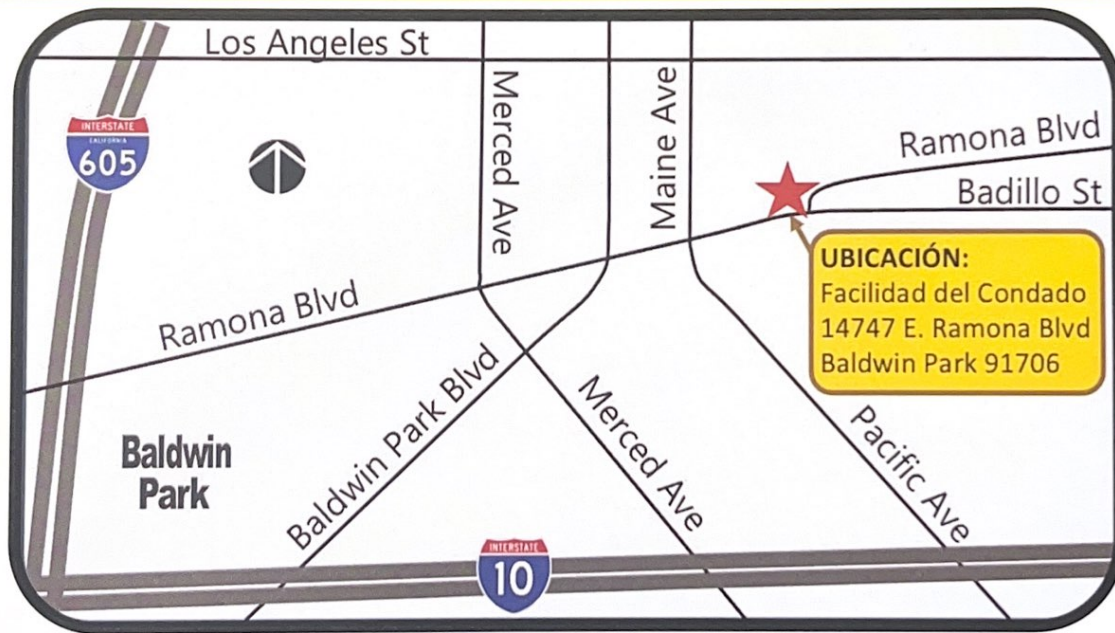 Los Angeles St
INTERSTATE
CALIFORNIA
605
Merced Ave
Maine Ave
Ramona Blvd
Badillo St
UBICACIÓN:
Facilidad del Condado
14747 E. Ramona Blvd
Baldwin Park 91706
Ramona Blvd
Baldwin Park Blvd
Merced Ave
Pacific Ave
Baldwin
Park
INTERSTATE
10